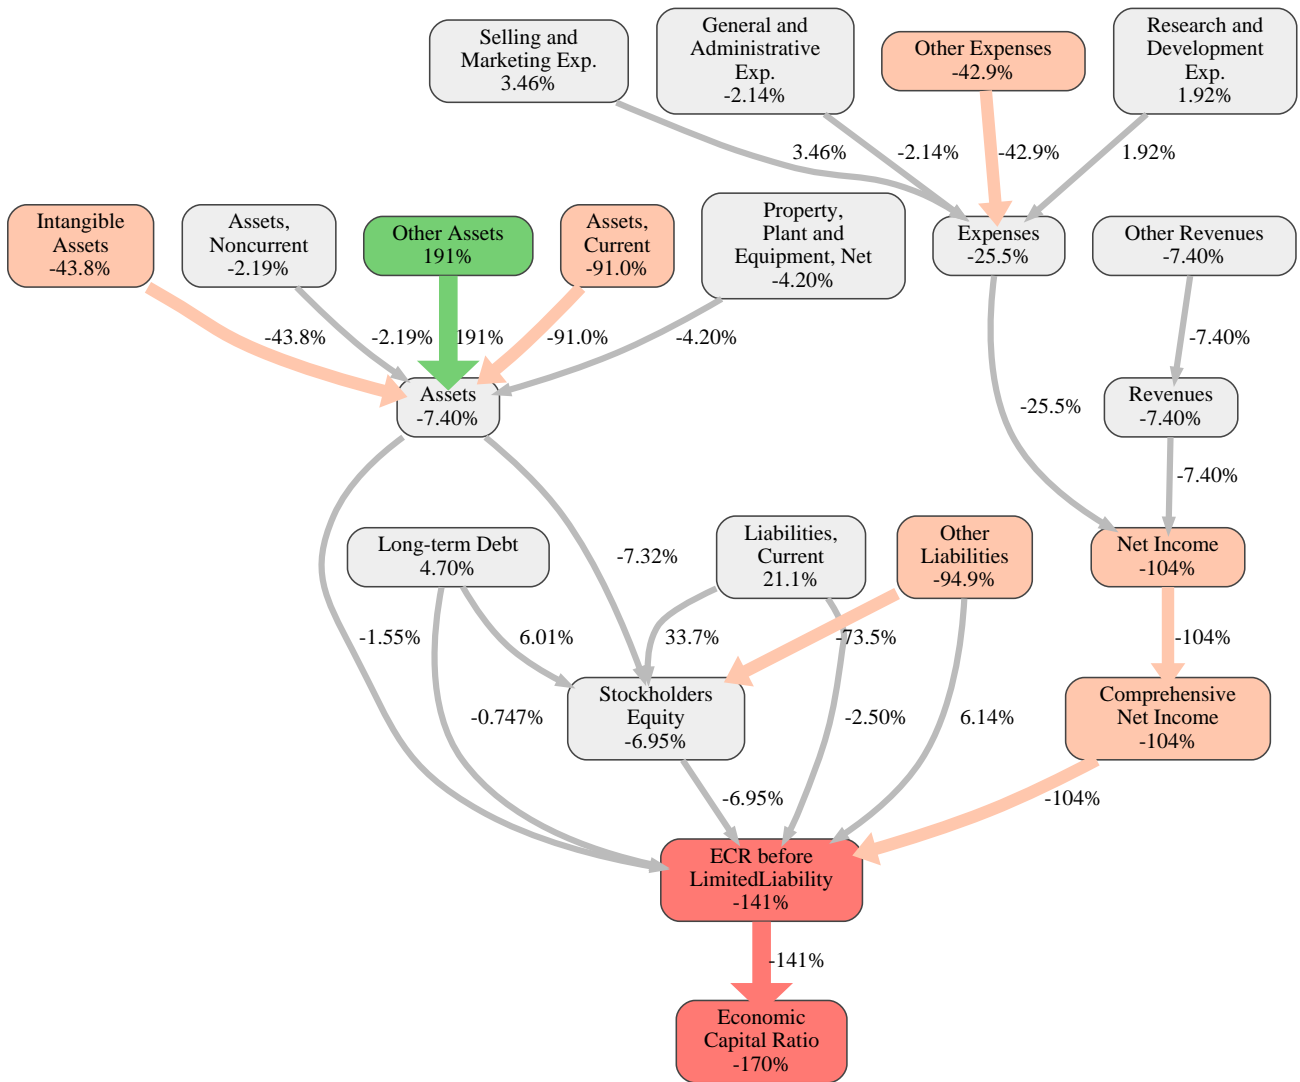 Selling and
Marketing Exp.
3.46%
General and
Administrative
Exp.
-2.14%
Other Expenses
-42.9%
Research and
Development
Exp.
1.92%
3.46%
-2.14%
-42.9%
1.92%
Intangible
Assets
-43.8%
Assets,
Noncurrent
-2.19%
Other Assets
191%
Assets,
Current
-91.0%
Property,
Plant and
Equipment, Net
-4.20%
Expenses
-25.5%
Other Revenues
-7.40%
-43.8%
-2.19%
191%
-91.0%
-4.20%
-7.40%
Assets
-7.40%
-25.5%
Revenues
-7.40%
-7.40%
Long-term Debt
4.70%
-7.32%
Liabilities,
Current
21.1%
Other
Liabilities
-94.9%
Net Income
-104%
-1.55%
6.01%
33.7%
-73.5%
-104%
-0.747%
Stockholders
Equity
-6.95%
-2.50%
6.14%
Comprehensive
Net Income
-104%
-6.95%
-104%
ECR before
LimitedLiability
-141%
-141%
Economic
Capital Ratio
-170%